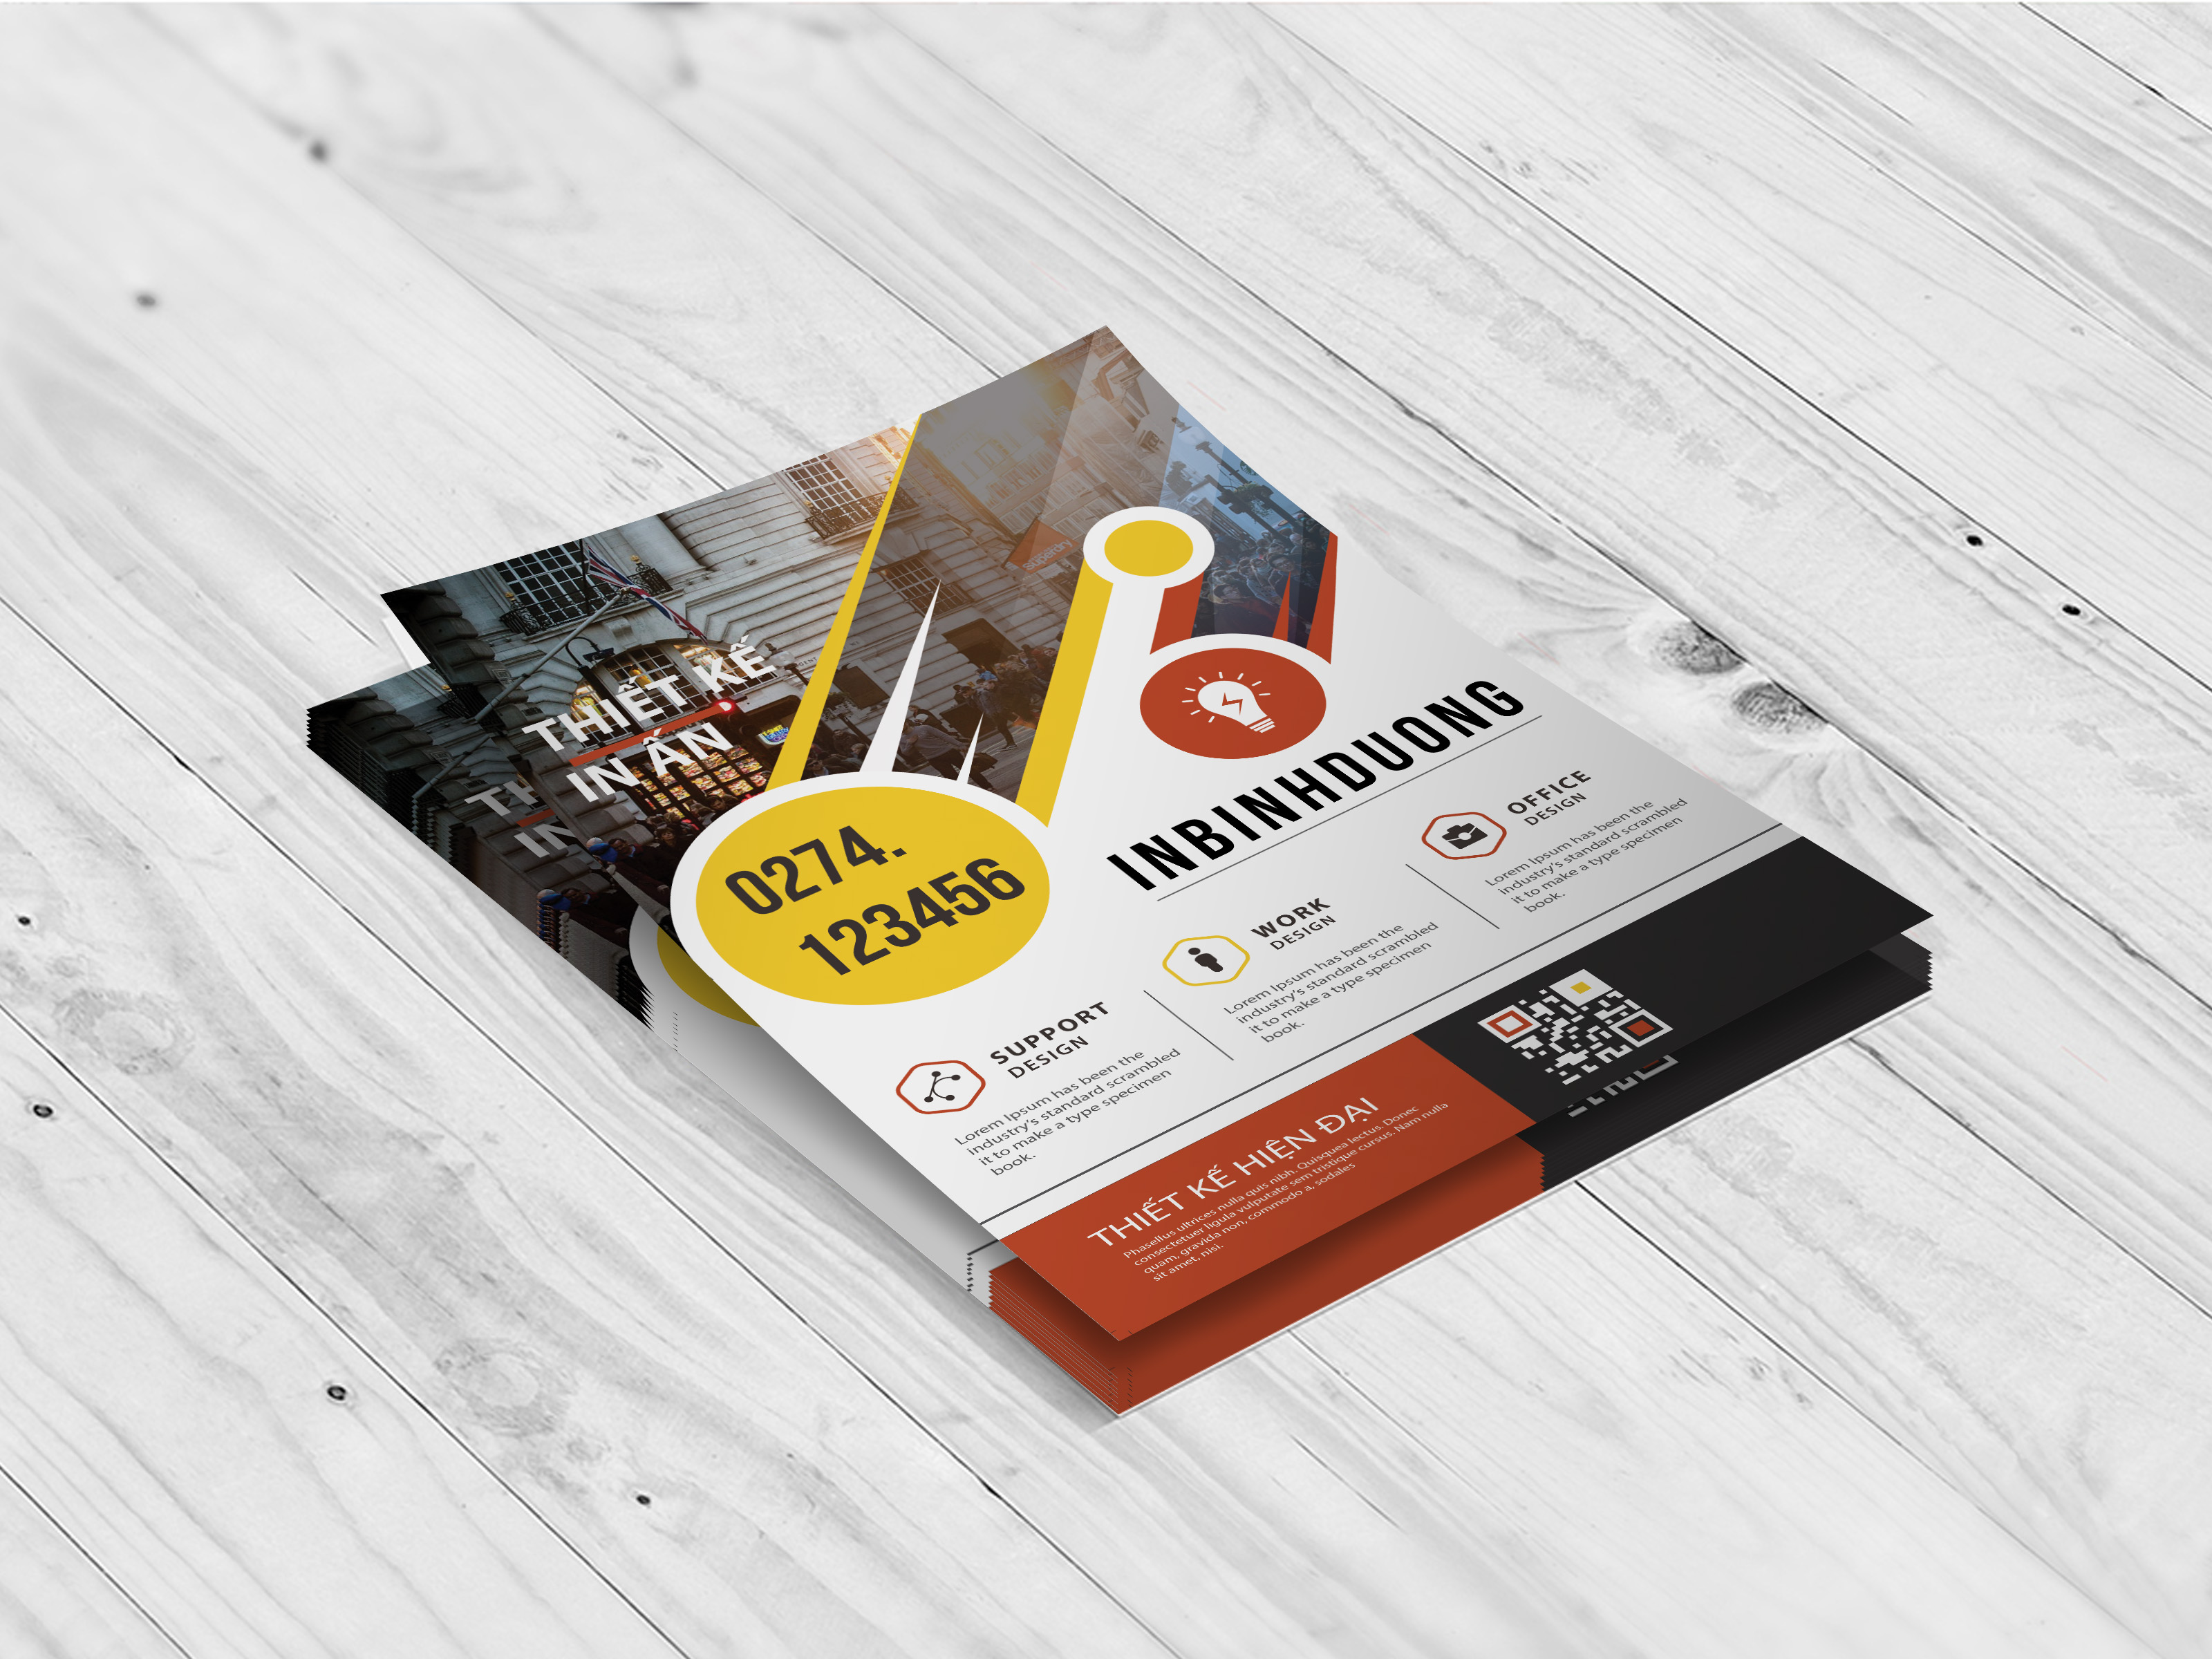 THIẾT KẾ
IN ẤN
superdry
0274.
123456
INBINHDUONG
SUPPORT
DESIGN
Lorem Ipsum has been the
industry's standard scrambled
it to make a type specimen
book.
WORK
DESIGN
Lorem Ipsum has been the
industry's standard scrambled
it to make a type specimen
book.
OFFICE
DESIGN
Lorem Ipsum has been the
industry's standard scrambled
it to make a type specimen
book.
THIẾT KẾ HIỆN ĐẠI
Phasellus ultrices nulla quis nibh. Quisquea lectus. Donec
consectetuer ligula vulputate sem tristique cursus. Nam nulla
quam, gravida non, commodo a, sodales
sit amet, nisi.
TH
IN